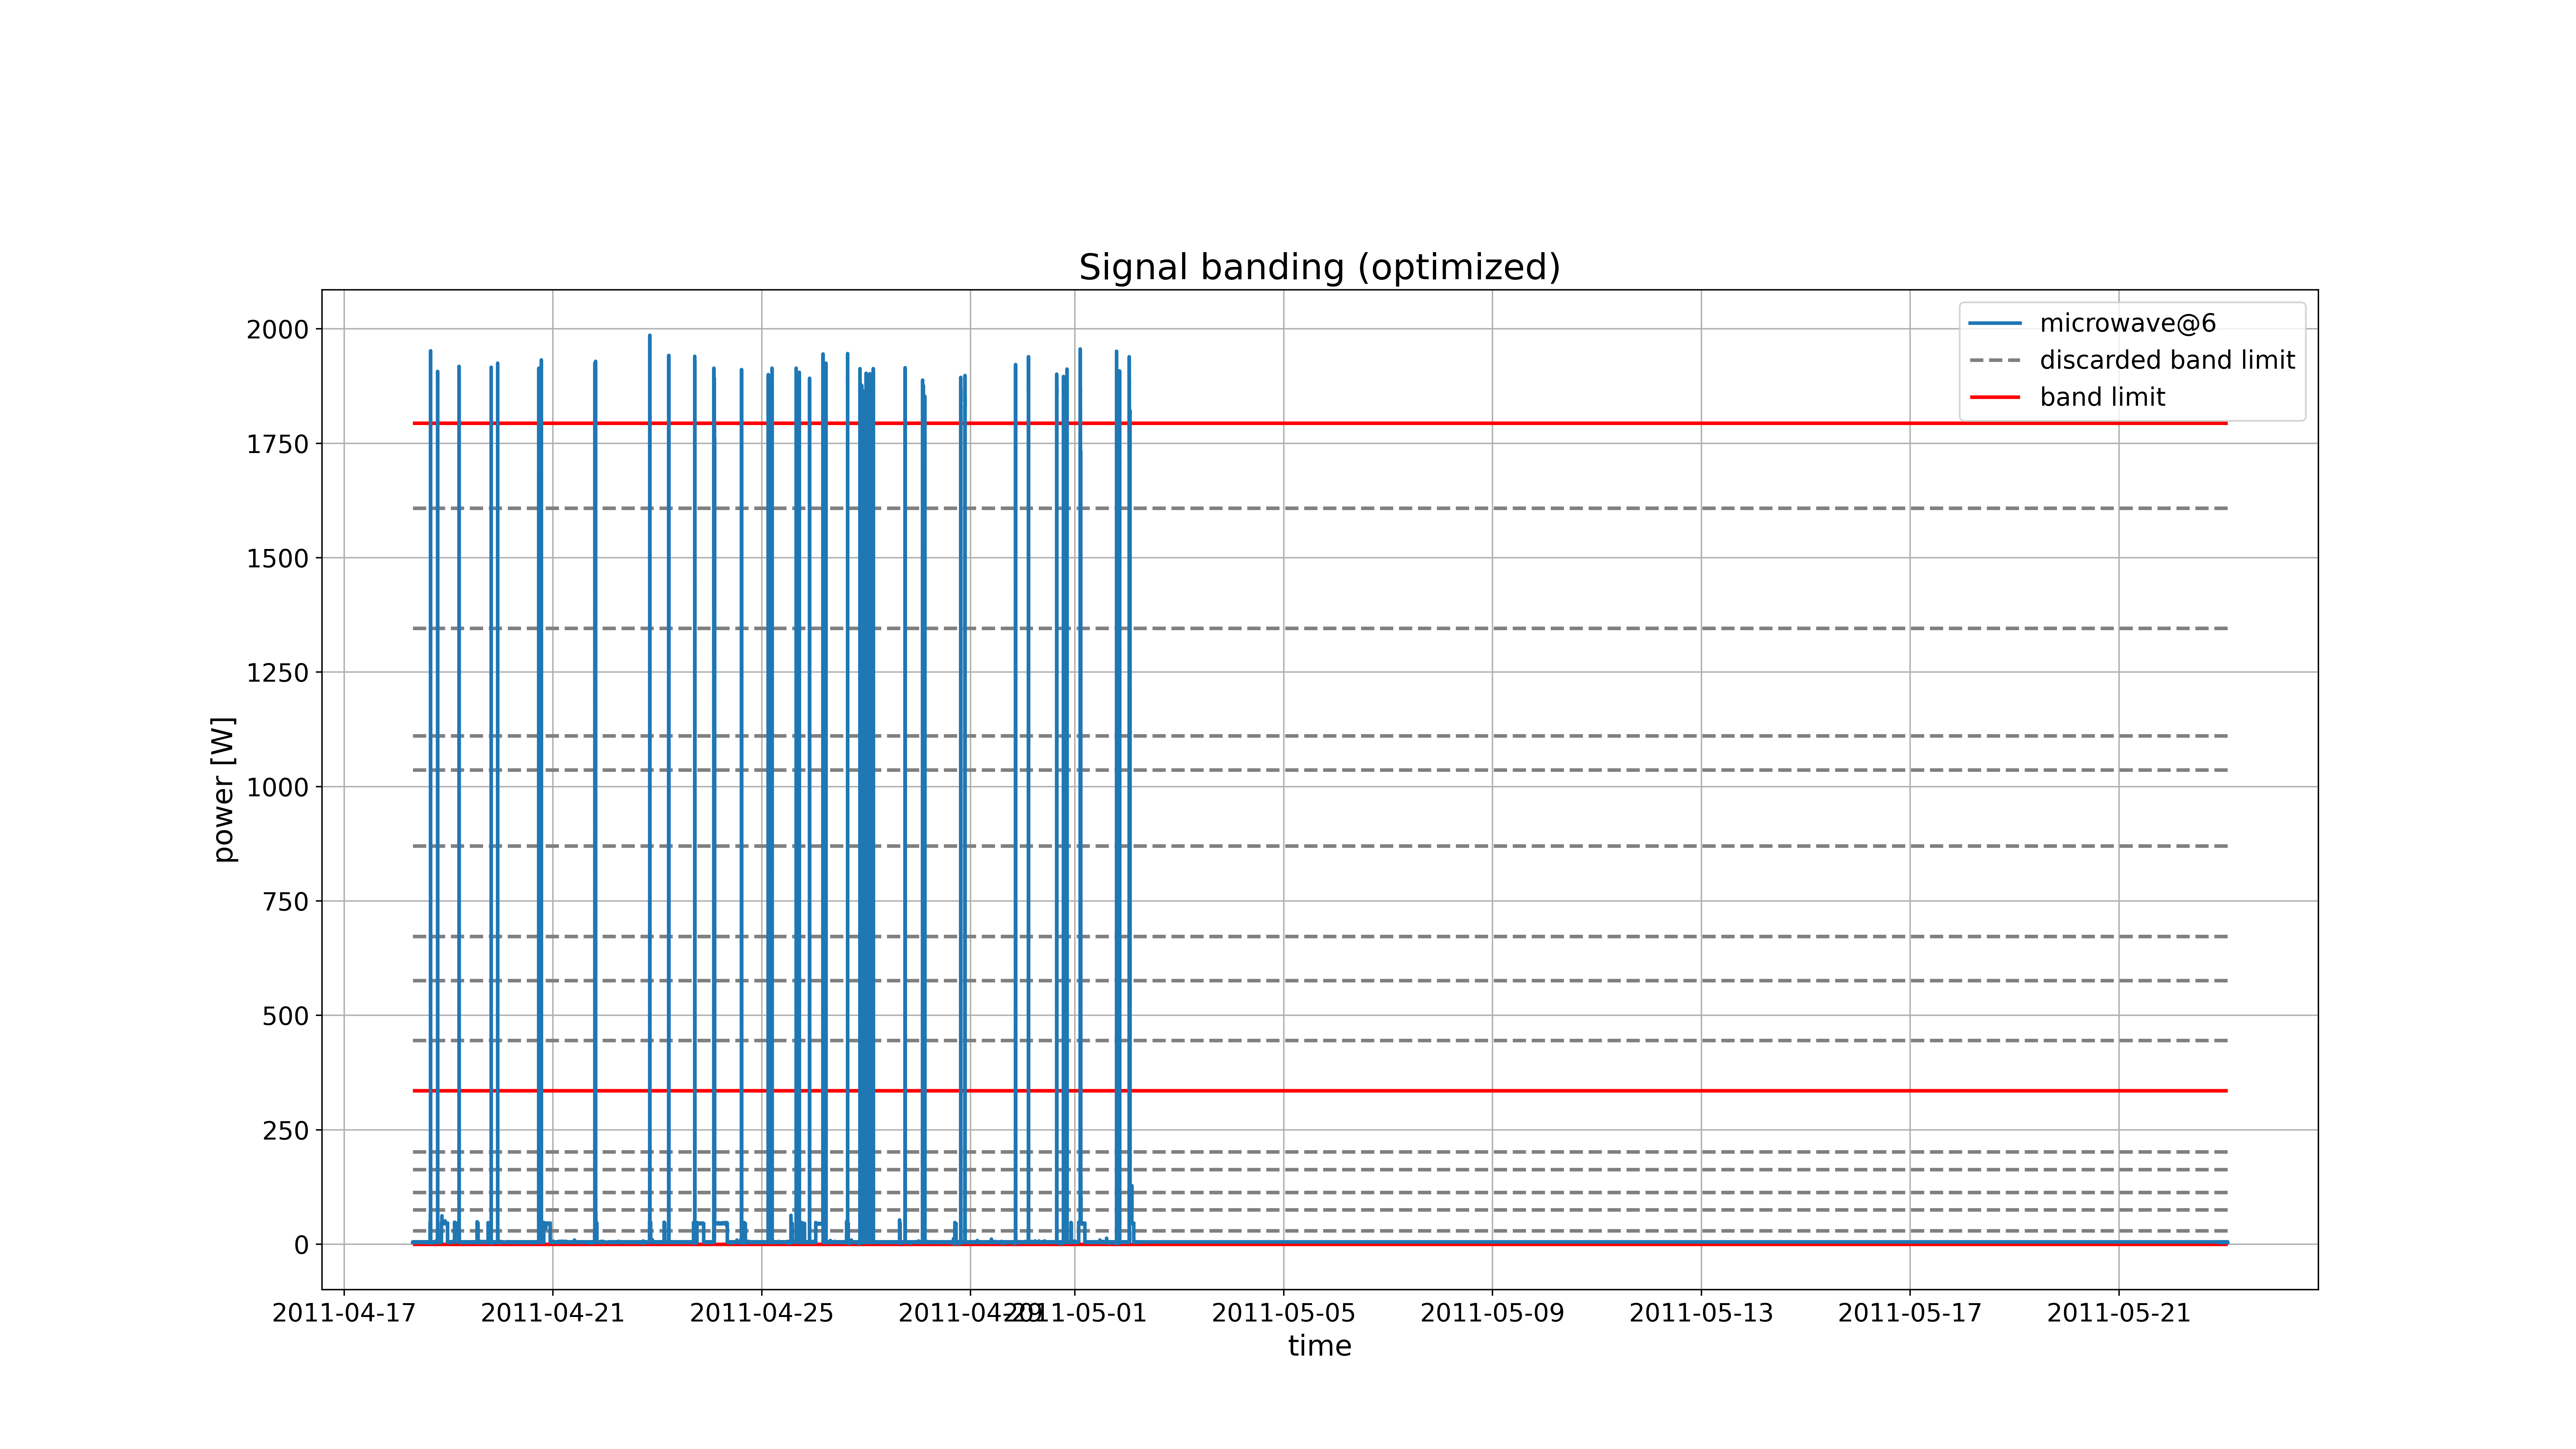 Signal banding (optimized)
microwave@6
discarded band limit
band limit
2000
1750
1500
1250
1000
750
500
250
0
power [W]
2011-04-17 2011-04-21 2011-04-25 2011-04-29 2011-05-01 2011-05-05 2011-05-09 2011-05-13 2011-05-17 2011-05-21
time